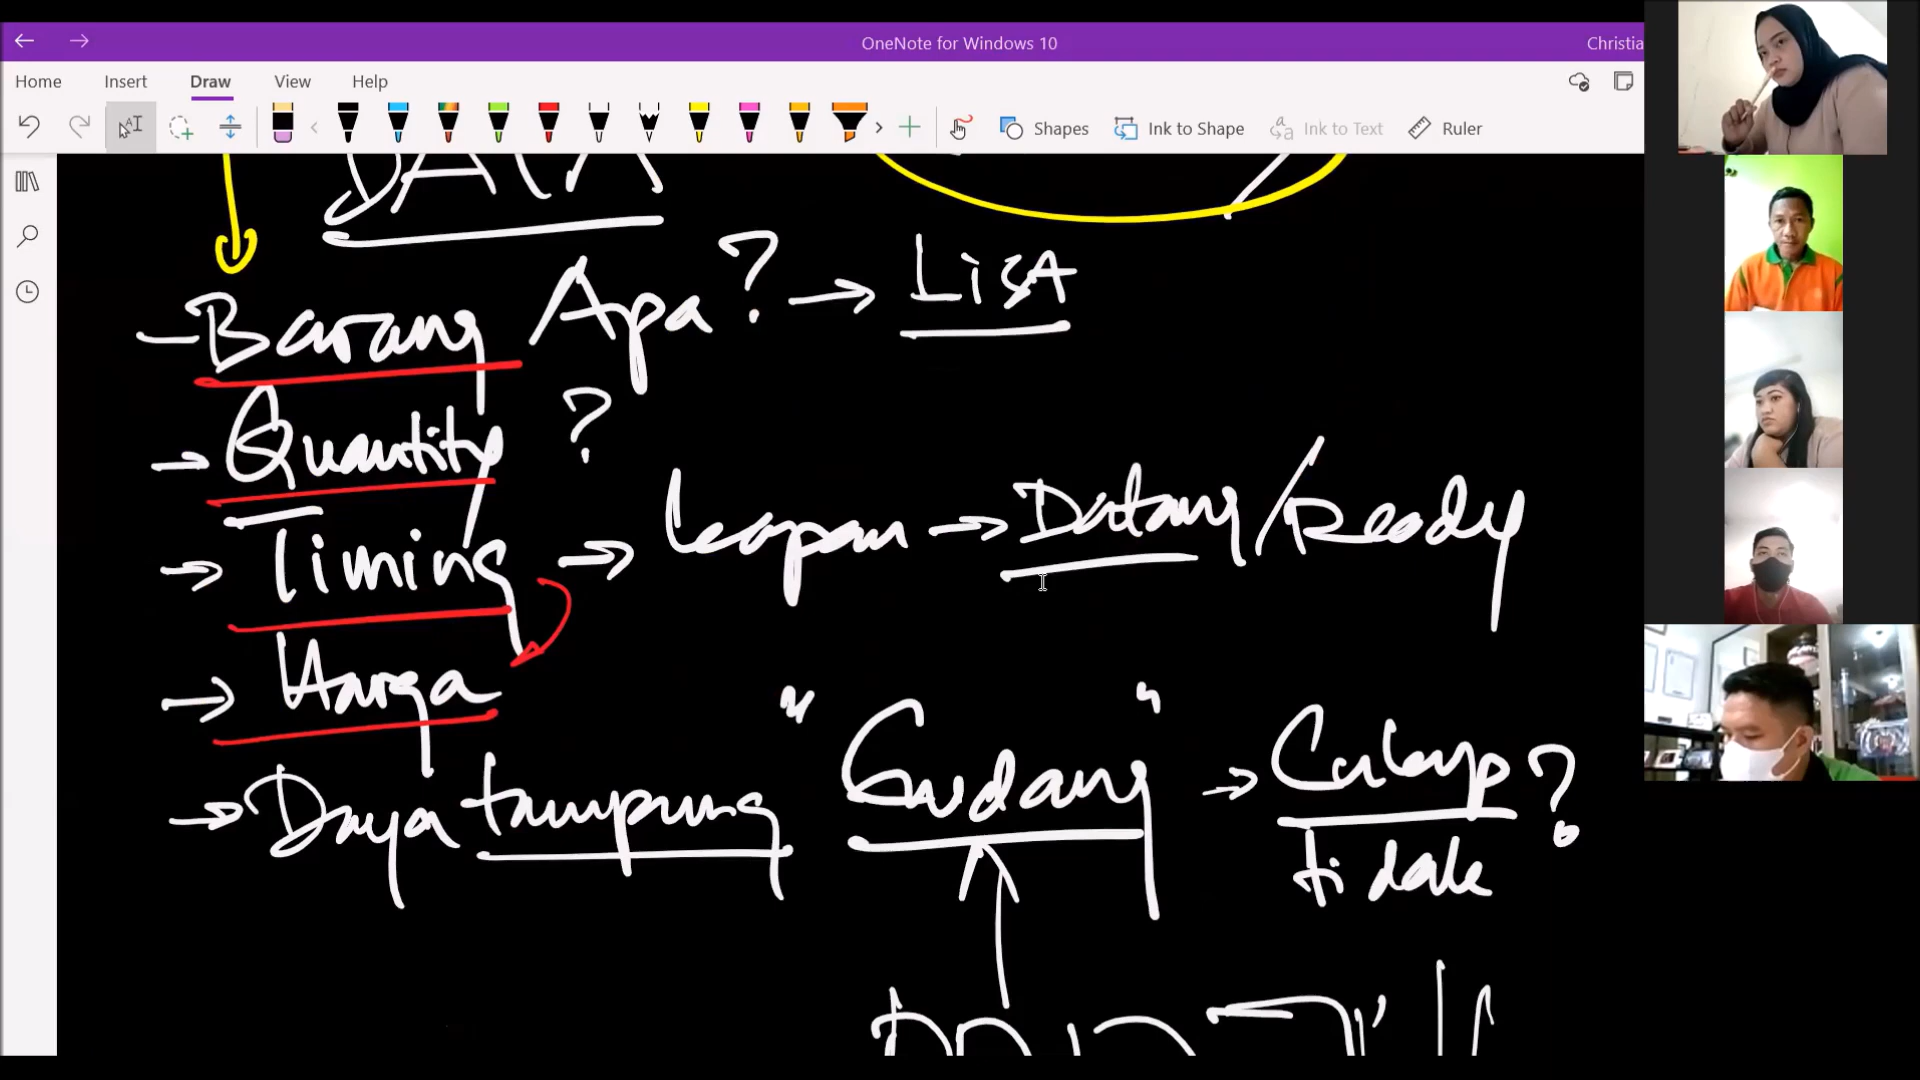 OneNote for Windows 10
Christia
Home Insert Draw View Help
Shapes Ink to Shape Ink to Text Ruler
DATA
- Barang Apa? → LisA
→ Quantity ?
→ Timing → kapan → Datang/Ready
→ Harga
→ Daya tampung "Gudang" → Cukup?
tidak